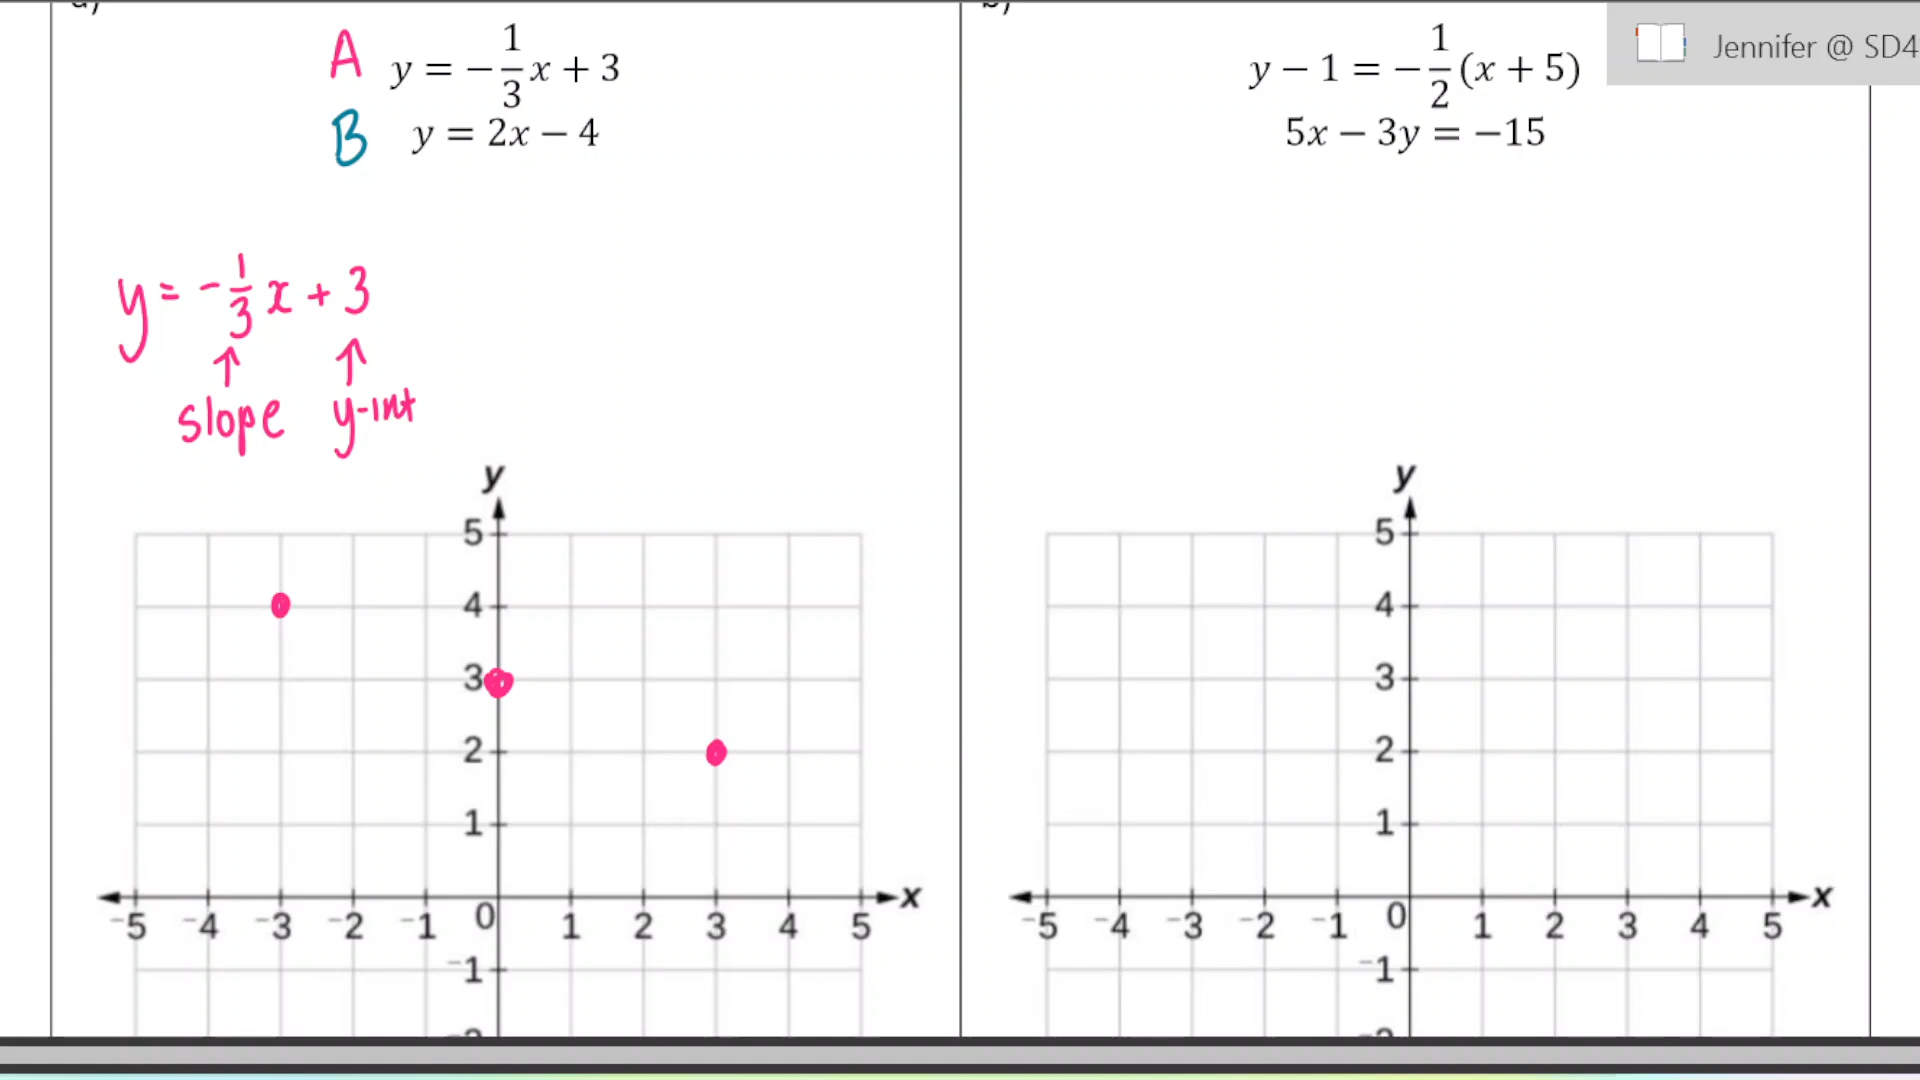 a)
A y = -1/3x + 3
B y = 2x - 4
y = -1/3 x + 3
↑ ↑
slope y-int
y
5
4
3
2
1
-5 -4 -3 -2 -1 0 1 2 3 4 5 x
-1
b)
y - 1 = -1/2(x + 5)
5x - 3y = -15
y
5
4
3
2
1
-5 -4 -3 -2 -1 0 1 2 3 4 5 x
-1
Jennifer @ SD4